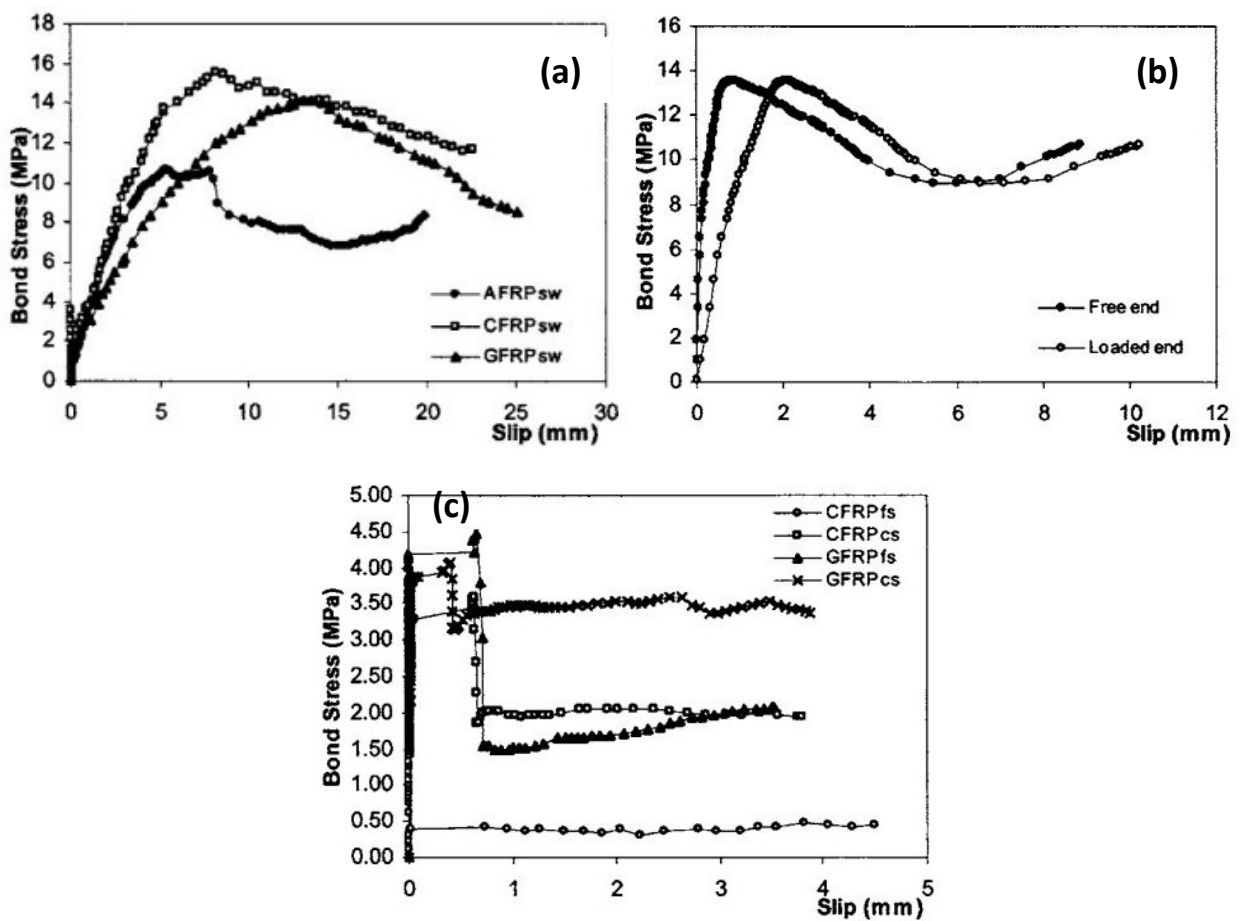 (a)
Bond Stress (MPa)
18
16
14
12
10
8
6
4
2
0
AFRPsw
CFRPsw
GFRPsw
0 5 10 15 20 25 30
Slip (mm)
(b)
Bond Stress (MPa)
16
14
12
10
8
6
4
2
0
Free end
Loaded end
0 2 4 6 8 10 12
Slip (mm)
(c)
Bond Stress (MPa)
5.00
4.50
4.00
3.50
3.00
2.50
2.00
1.50
1.00
0.50
0.00
CFRPfs
CFRPcs
GFRPfs
GFRPcs
0 1 2 3 4 5
Slip (mm)